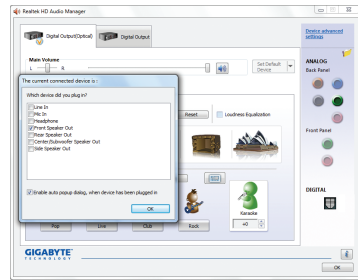 Realtek HD Audio Manager
Digital Output(Optical)
Digital Output
Device advanced settings
Main Volume
L
R
Set Default Device
ANALOG
Back Panel
The current connected device is :
Which device did you plug in?
Line In
Mic In
Headphone
Front Speaker Out
Rear Speaker Out
Center/Subwoofer Speaker Out
Side Speaker Out
Enable auto popup dialog, when device has been plugged in
OK
Reset
Loudness Equalization
Front Panel
DIGITAL
Karaoke
Pop
Live
Club
Rock
40
GIGABYTE
TECHNOLOGY
OK